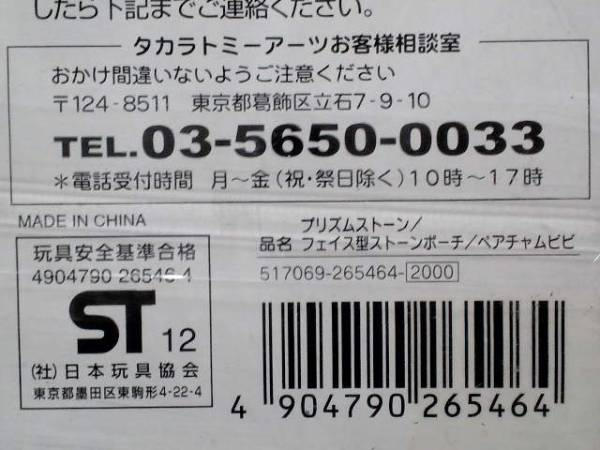 したら下記までご連絡ください。
タカラトミーアーツお客様相談室
おかけ間違いないようご注意ください
〒124-8511 東京都葛飾区立石7-9-10
TEL.03-5650-0033
＊電話受付時間 月～金（祝・祭日除く）10時～17時
MADE IN CHINA
玩具安全基準合格
4904790 265464
ST 12
(社)日本玩具協会
東京都墨田区東駒形4-22-4
プリズムストーン/
品名 フェイス型ストーンポーチ/ベアチャムビビ
517069-265464-2000
4 904790 265464